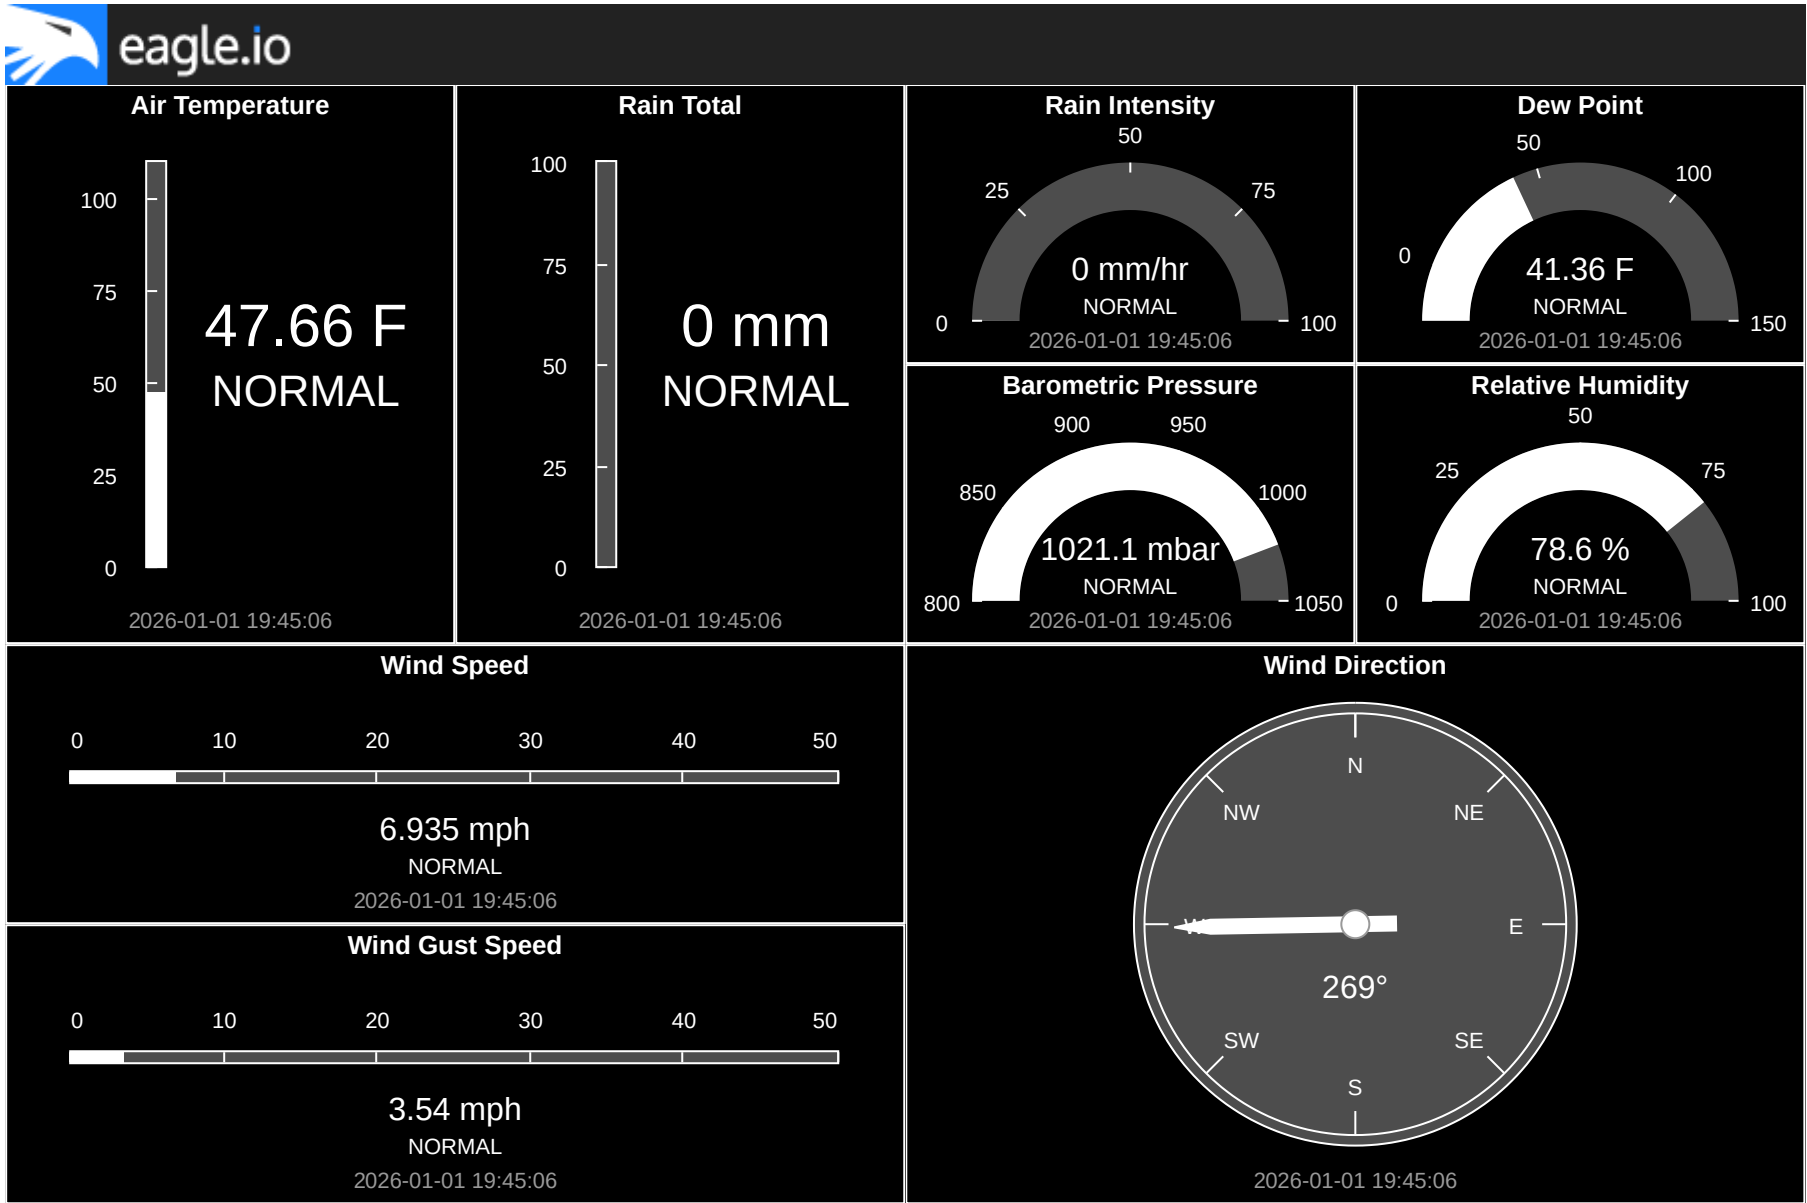 eagle.io
Air Temperature
100
75
50
25
0
47.66 F
NORMAL
2026-01-01 19:45:06
Rain Total
100
75
50
25
0
0 mm
NORMAL
2026-01-01 19:45:06
Rain Intensity
50
25
75
0
100
0 mm/hr
NORMAL
2026-01-01 19:45:06
Dew Point
50
100
0
150
41.36 F
NORMAL
2026-01-01 19:45:06
Barometric Pressure
900
950
850
1000
800
1050
1021.1 mbar
NORMAL
2026-01-01 19:45:06
Relative Humidity
50
25
75
0
100
78.6 %
NORMAL
2026-01-01 19:45:06
Wind Speed
0 10 20 30 40 50
6.935 mph
NORMAL
2026-01-01 19:45:06
Wind Gust Speed
0 10 20 30 40 50
3.54 mph
NORMAL
2026-01-01 19:45:06
Wind Direction
N
NW NE
W E
269°
SW SE
S
2026-01-01 19:45:06